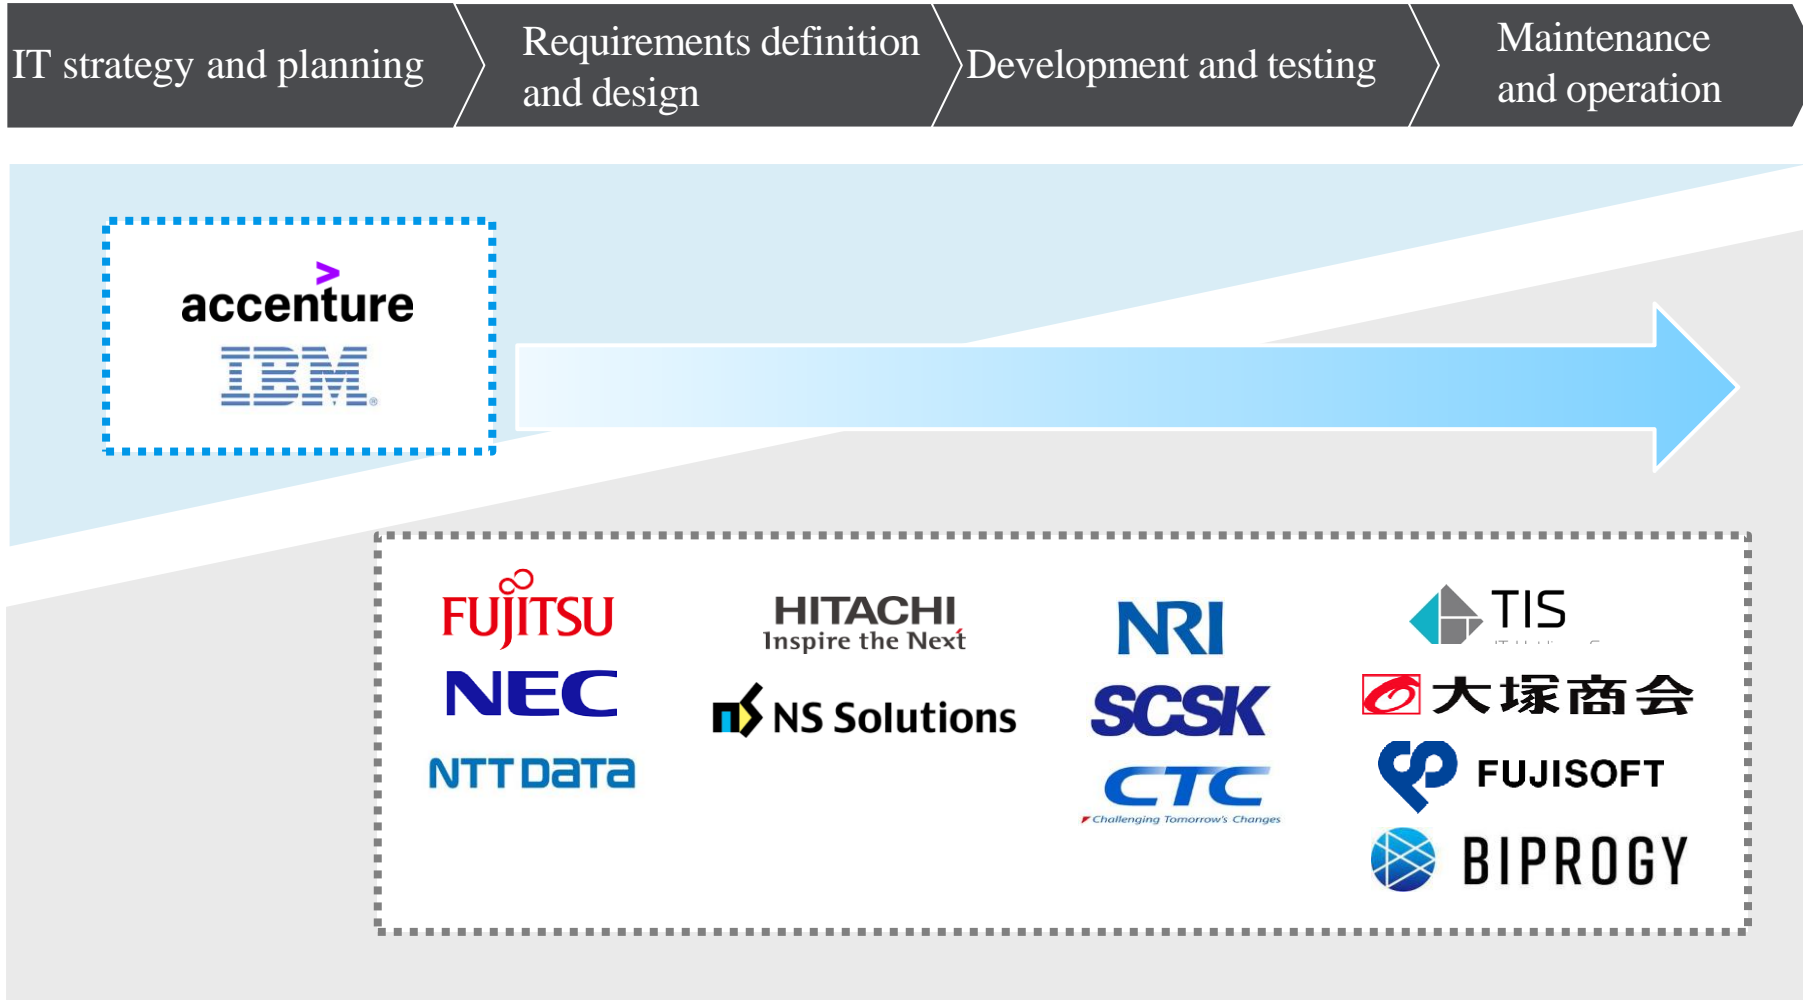 IT strategy and planning
Requirements definition
and design
Development and testing
Maintenance
and operation
accenture
IBM
®
FUJITSU
NEC
NTT DATA
HITACHI
Inspire the Next
NS Solutions
NRI
SCSK
CTC
Challenging Tomorrow's Changes
TIS
大塚商会
FUJISOFT
BIPROGY